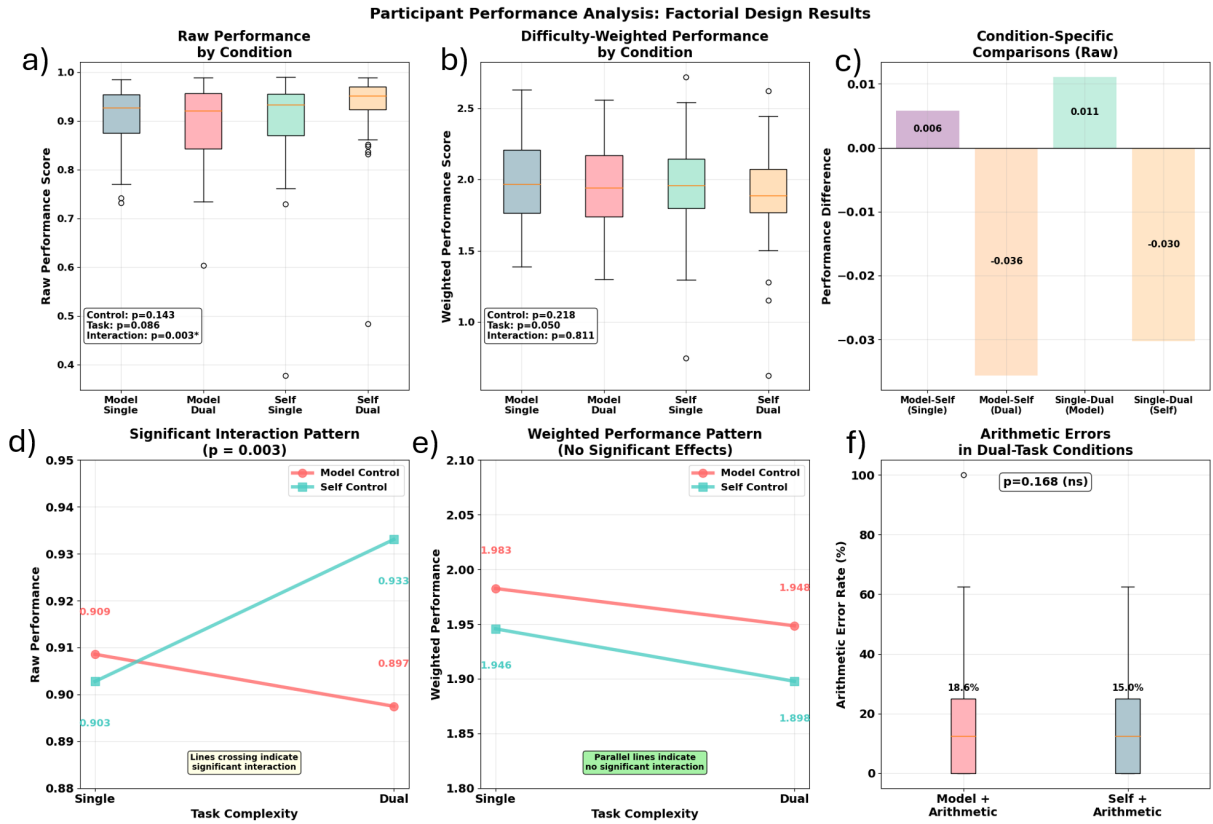 Participant Performance Analysis: Factorial Design Results
a)
Raw Performance
by Condition
Raw Performance Score
1.0
0.9
0.8
0.7
0.6
0.5
0.4
Control: p=0.143
Task: p=0.086
Interaction: p=0.003*
Model
Single
Model
Dual
Self
Single
Self
Dual
b)
Difficulty-Weighted Performance
by Condition
Weighted Performance Score
2.5
2.0
1.5
1.0
Control: p=0.218
Task: p=0.050
Interaction: p=0.811
Model
Single
Model
Dual
Self
Single
Self
Dual
c)
Condition-Specific
Comparisons (Raw)
Performance Difference
0.01
0.00
-0.01
-0.02
-0.03
0.006
-0.036
0.011
-0.030
Model-Self
(Single)
Model-Self
(Dual)
Single-Dual
(Model)
Single-Dual
(Self)
d)
Significant Interaction Pattern
(p = 0.003)
Raw Performance
0.95
0.94
0.93
0.92
0.91
0.90
0.89
0.88
Model Control
Self Control
0.909
0.903
0.933
0.897
Lines crossing indicate
significant interaction
Single
Dual
Task Complexity
e)
Weighted Performance Pattern
(No Significant Effects)
Weighted Performance
2.10
2.05
2.00
1.95
1.90
1.85
1.80
Model Control
Self Control
1.983
1.946
1.948
1.898
Parallel lines indicate
no significant interaction
Single
Dual
Task Complexity
f)
Arithmetic Errors
in Dual-Task Conditions
Arithmetic Error Rate (%)
100
80
60
40
20
0
p=0.168 (ns)
18.6%
15.0%
Model +
Arithmetic
Self +
Arithmetic